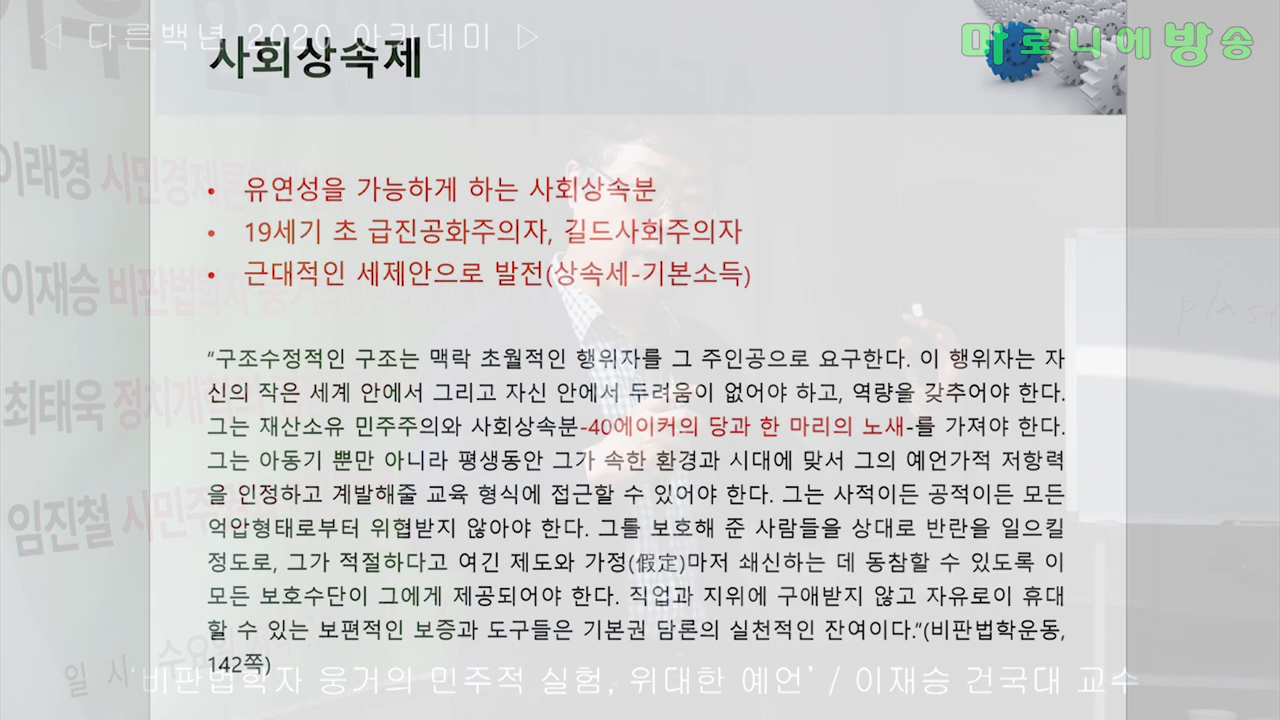 ◁ 다른백년 2020 아카데미 ▷
마로니에방송
사회상속제
이래경 시민경제론
이재승 비판법학자 웅거의
최태욱 정치개
임진철 시민주
• 유연성을 가능하게 하는 사회상속분
• 19세기 초 급진공화주의자, 길드사회주의자
• 근대적인 세제안으로 발전(상속세-기본소득)
“구조수정적인 구조는 맥락 초월적인 행위자를 그 주인공으로 요구한다. 이 행위자는 자
신의 작은 세계 안에서 그리고 자신 안에서 두려움이 없어야 하고, 역량을 갖추어야 한다.
그는 재산소유 민주주의와 사회상속분-40에이커의 땅과 한 마리의 노새-를 가져야 한다.
그는 아동기 뿐만 아니라 평생동안 그가 속한 환경과 시대에 맞서 그의 예언가적 저항력
을 인정하고 계발해줄 교육 형식에 접근할 수 있어야 한다. 그는 사적이든 공적이든 모든
억압형태로부터 위협받지 않아야 한다. 그를 보호해 준 사람들을 상대로 반란을 일으킬
정도로, 그가 적절하다고 여긴 제도와 가정(假定)마저 쇄신하는 데 동참할 수 있도록 이
모든 보호수단이 그에게 제공되어야 한다. 직업과 지위에 구애받지 않고 자유로이 휴대
할 수 있는 보편적인 보증과 도구들은 기본권 담론의 실천적인 잔여이다.”(비판법학운동,
142쪽)
일 시 수요일
‘비판법학자 웅거의 민주적 실험, 위대한 예언’ / 이재승 건국대 교수